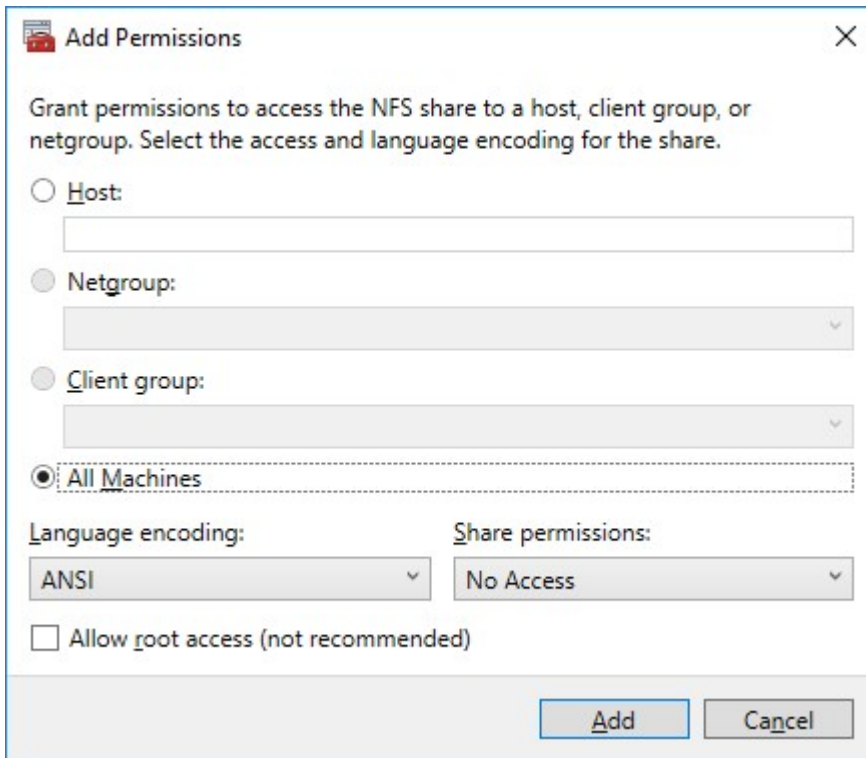 Add Permissions
Grant permissions to access the NFS share to a host, client group, or
netgroup. Select the access and language encoding for the share.
Host:
Netgroup:
Client group:
All Machines
Language encoding:
Share permissions:
ANSI
No Access
Allow root access (not recommended)
Add
Cancel